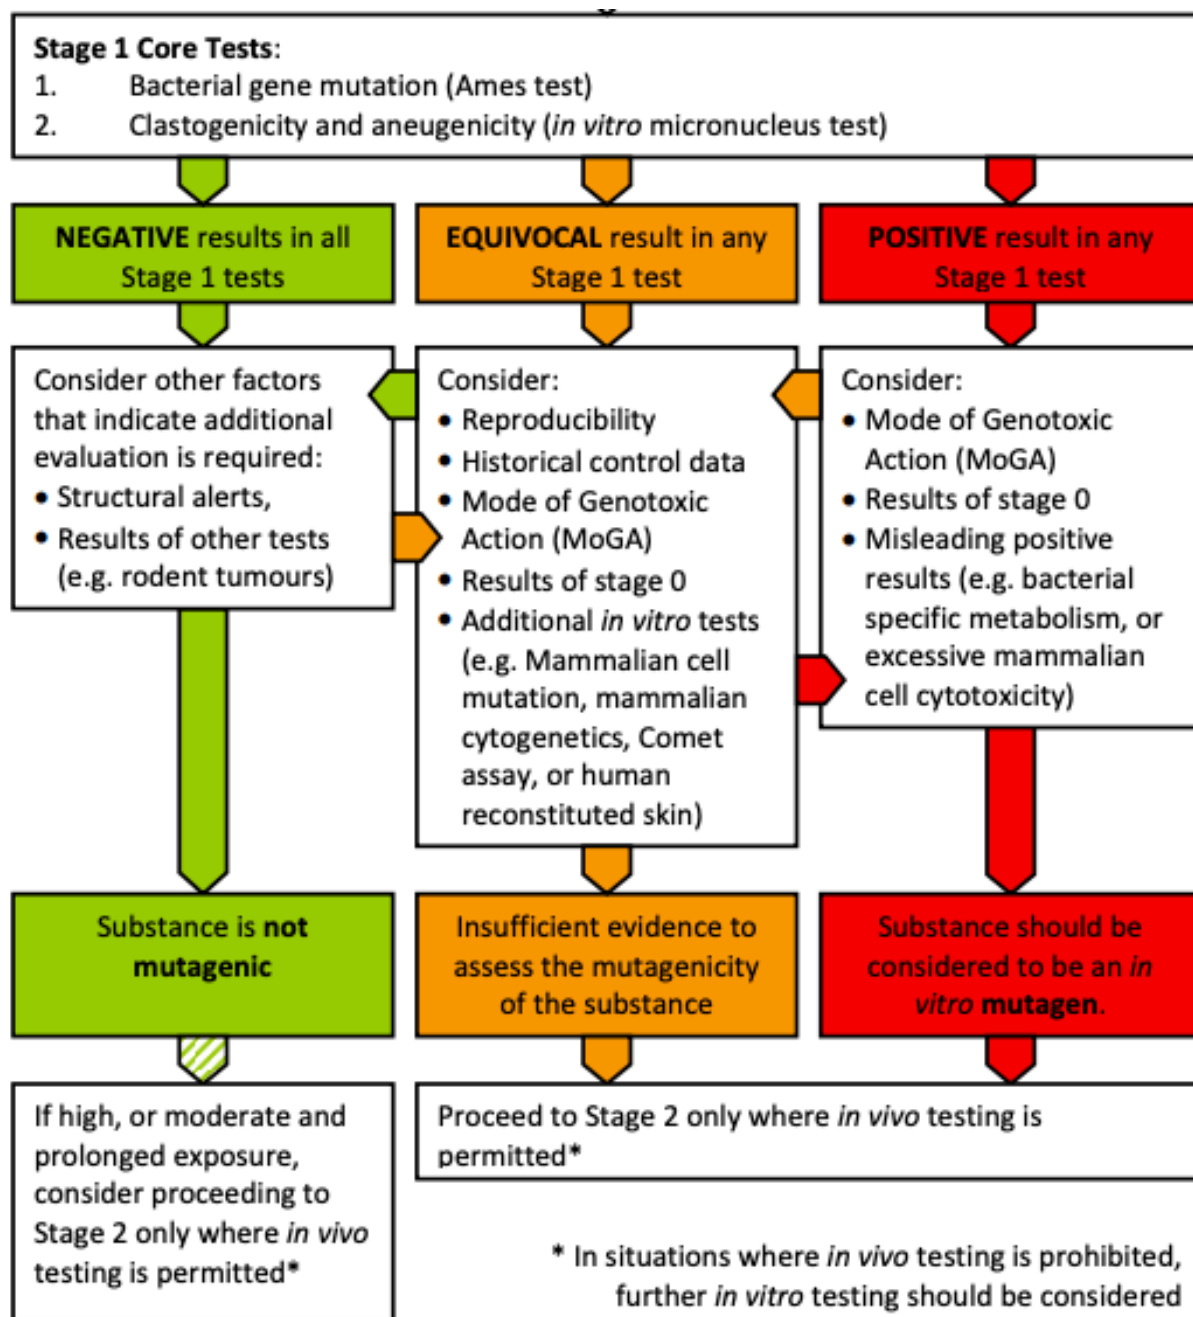 Stage 1 Core Tests:
1. Bacterial gene mutation (Ames test)
2. Clastogenicity and aneugenicity (in vitro micronucleus test)
NEGATIVE results in all
Stage 1 tests
EQUIVOCAL result in any
Stage 1 test
POSITIVE result in any
Stage 1 test
Consider other factors
that indicate additional
evaluation is required:
• Structural alerts,
• Results of other tests
(e.g. rodent tumours)
Consider:
• Reproducibility
• Historical control data
• Mode of Genotoxic
Action (MoGA)
• Results of stage 0
• Additional in vitro tests
(e.g. Mammalian cell
mutation, mammalian
cytogenetics, Comet
assay, or human
reconstituted skin)
Consider:
• Mode of Genotoxic
Action (MoGA)
• Results of stage 0
• Misleading positive
results (e.g. bacterial
specific metabolism, or
excessive mammalian
cell cytotoxicity)
Substance is not
mutagenic
Insufficient evidence to
assess the mutagenicity
of the substance
Substance should be
considered to be an in
vitro mutagen.
If high, or moderate and
prolonged exposure,
consider proceeding to
Stage 2 only where in vivo
testing is permitted*
Proceed to Stage 2 only where in vivo testing is
permitted*
* In situations where in vivo testing is prohibited,
further in vitro testing should be considered